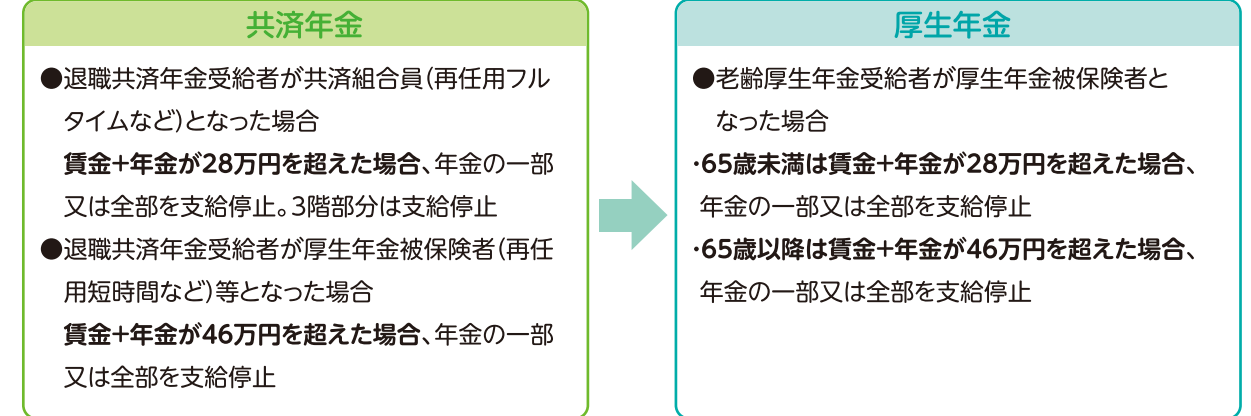 共済年金
●退職共済年金受給者が共済組合員(再任用フル
タイムなど)となった場合
賃金+年金が28万円を超えた場合、年金の一部
又は全部を支給停止。3階部分は支給停止
●退職共済年金受給者が厚生年金被保険者(再任
用短時間など)等となった場合
賃金+年金が46万円を超えた場合、年金の一部
又は全部を支給停止
厚生年金
●老齢厚生年金受給者が厚生年金被保険者と
なった場合
・65歳未満は賃金+年金が28万円を超えた場合、
年金の一部又は全部を支給停止
・65歳以降は賃金+年金が46万円を超えた場合、
年金の一部又は全部を支給停止